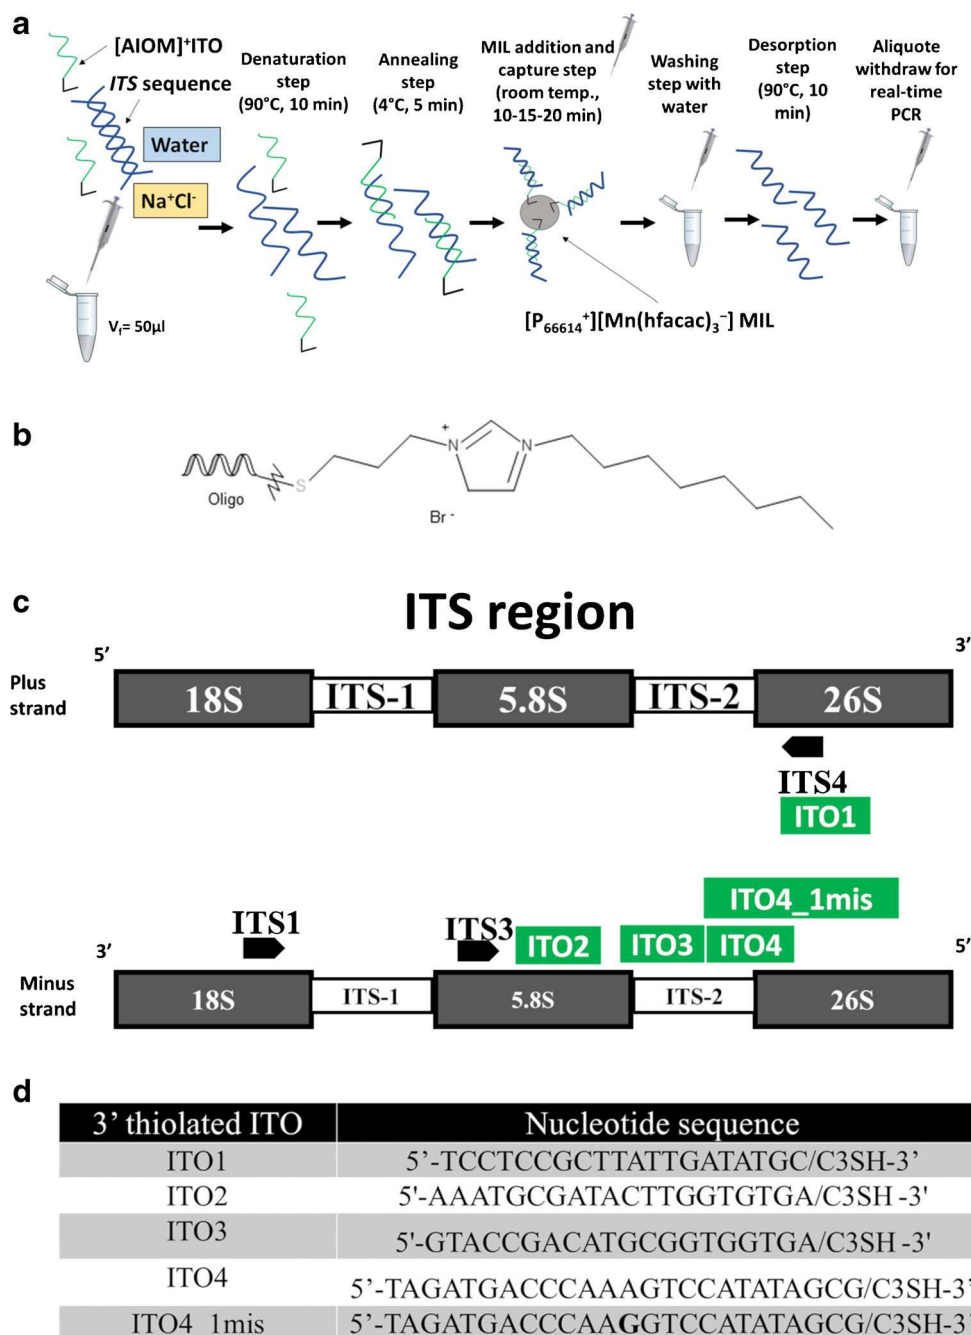 a
[AIOM]⁺ITO
ITS sequence
Water
Na⁺Cl⁻
Vf= 50µl
Denaturation
step
(90°C, 10 min)
Annealing
step
(4°C, 5 min)
MIL addition and
capture step
(room temp.,
10-15-20 min)
Washing
step with
water
Desorption
step
(90°C, 10
min)
Aliquote
withdraw for
real-time
PCR
[P₆₆₆₁₄⁺][Mn(hfacac)₃⁻] MIL
b
Oligo
S
N
+
N
Br -
c
ITS region
5’
3’
Plus
strand
18S
ITS-1
5.8S
ITS-2
26S
ITS4
ITO1
ITO4_1mis
ITS1
ITS3
ITO2
ITO3
ITO4
3’
5’
Minus
strand
18S
ITS-1
5.8S
ITS-2
26S
d
3’ thiolated ITO Nucleotide sequence
ITO1 5’-TCCTCCGCTTATTGATATGC/C3SH-3’
ITO2 5'-AAATGCGATACTTGGTGTGA/C3SH -3'
ITO3 5'-GTACCGACATGCGGTGGTGA/C3SH -3'
ITO4 5’-TAGATGACCCAAAGTCCATATAGCG/C3SH-3’
ITO4_1mis 5’-TAGATGACCCAAGGTCCATATAGCG/C3SH-3’